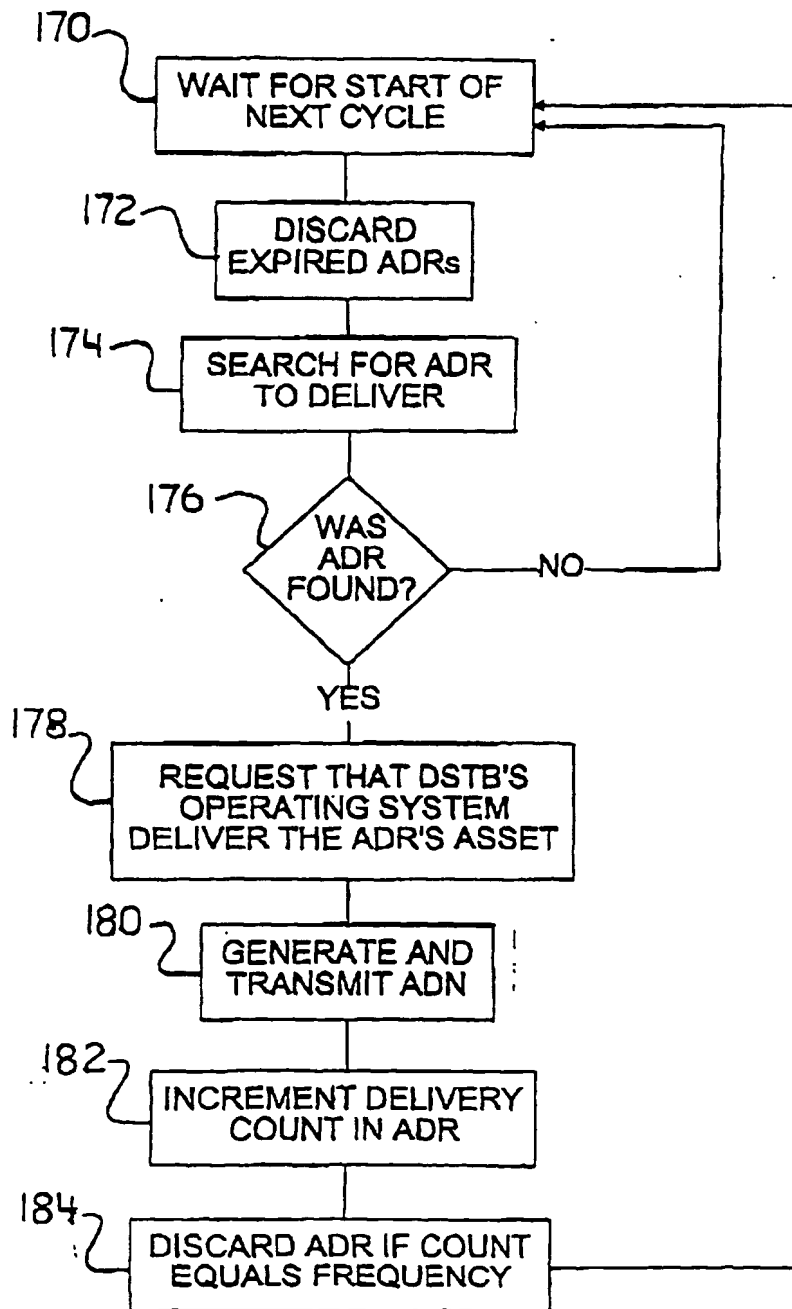 170
WAIT FOR START OF
NEXT CYCLE
172
DISCARD
EXPIRED ADRs
174
SEARCH FOR ADR
TO DELIVER
176
WAS
ADR
FOUND?
NO
YES
178
REQUEST THAT DSTB'S
OPERATING SYSTEM
DELIVER THE ADR'S ASSET
180
GENERATE AND
TRANSMIT ADN
182
INCREMENT DELIVERY
COUNT IN ADR
184
DISCARD ADR IF COUNT
EQUALS FREQUENCY